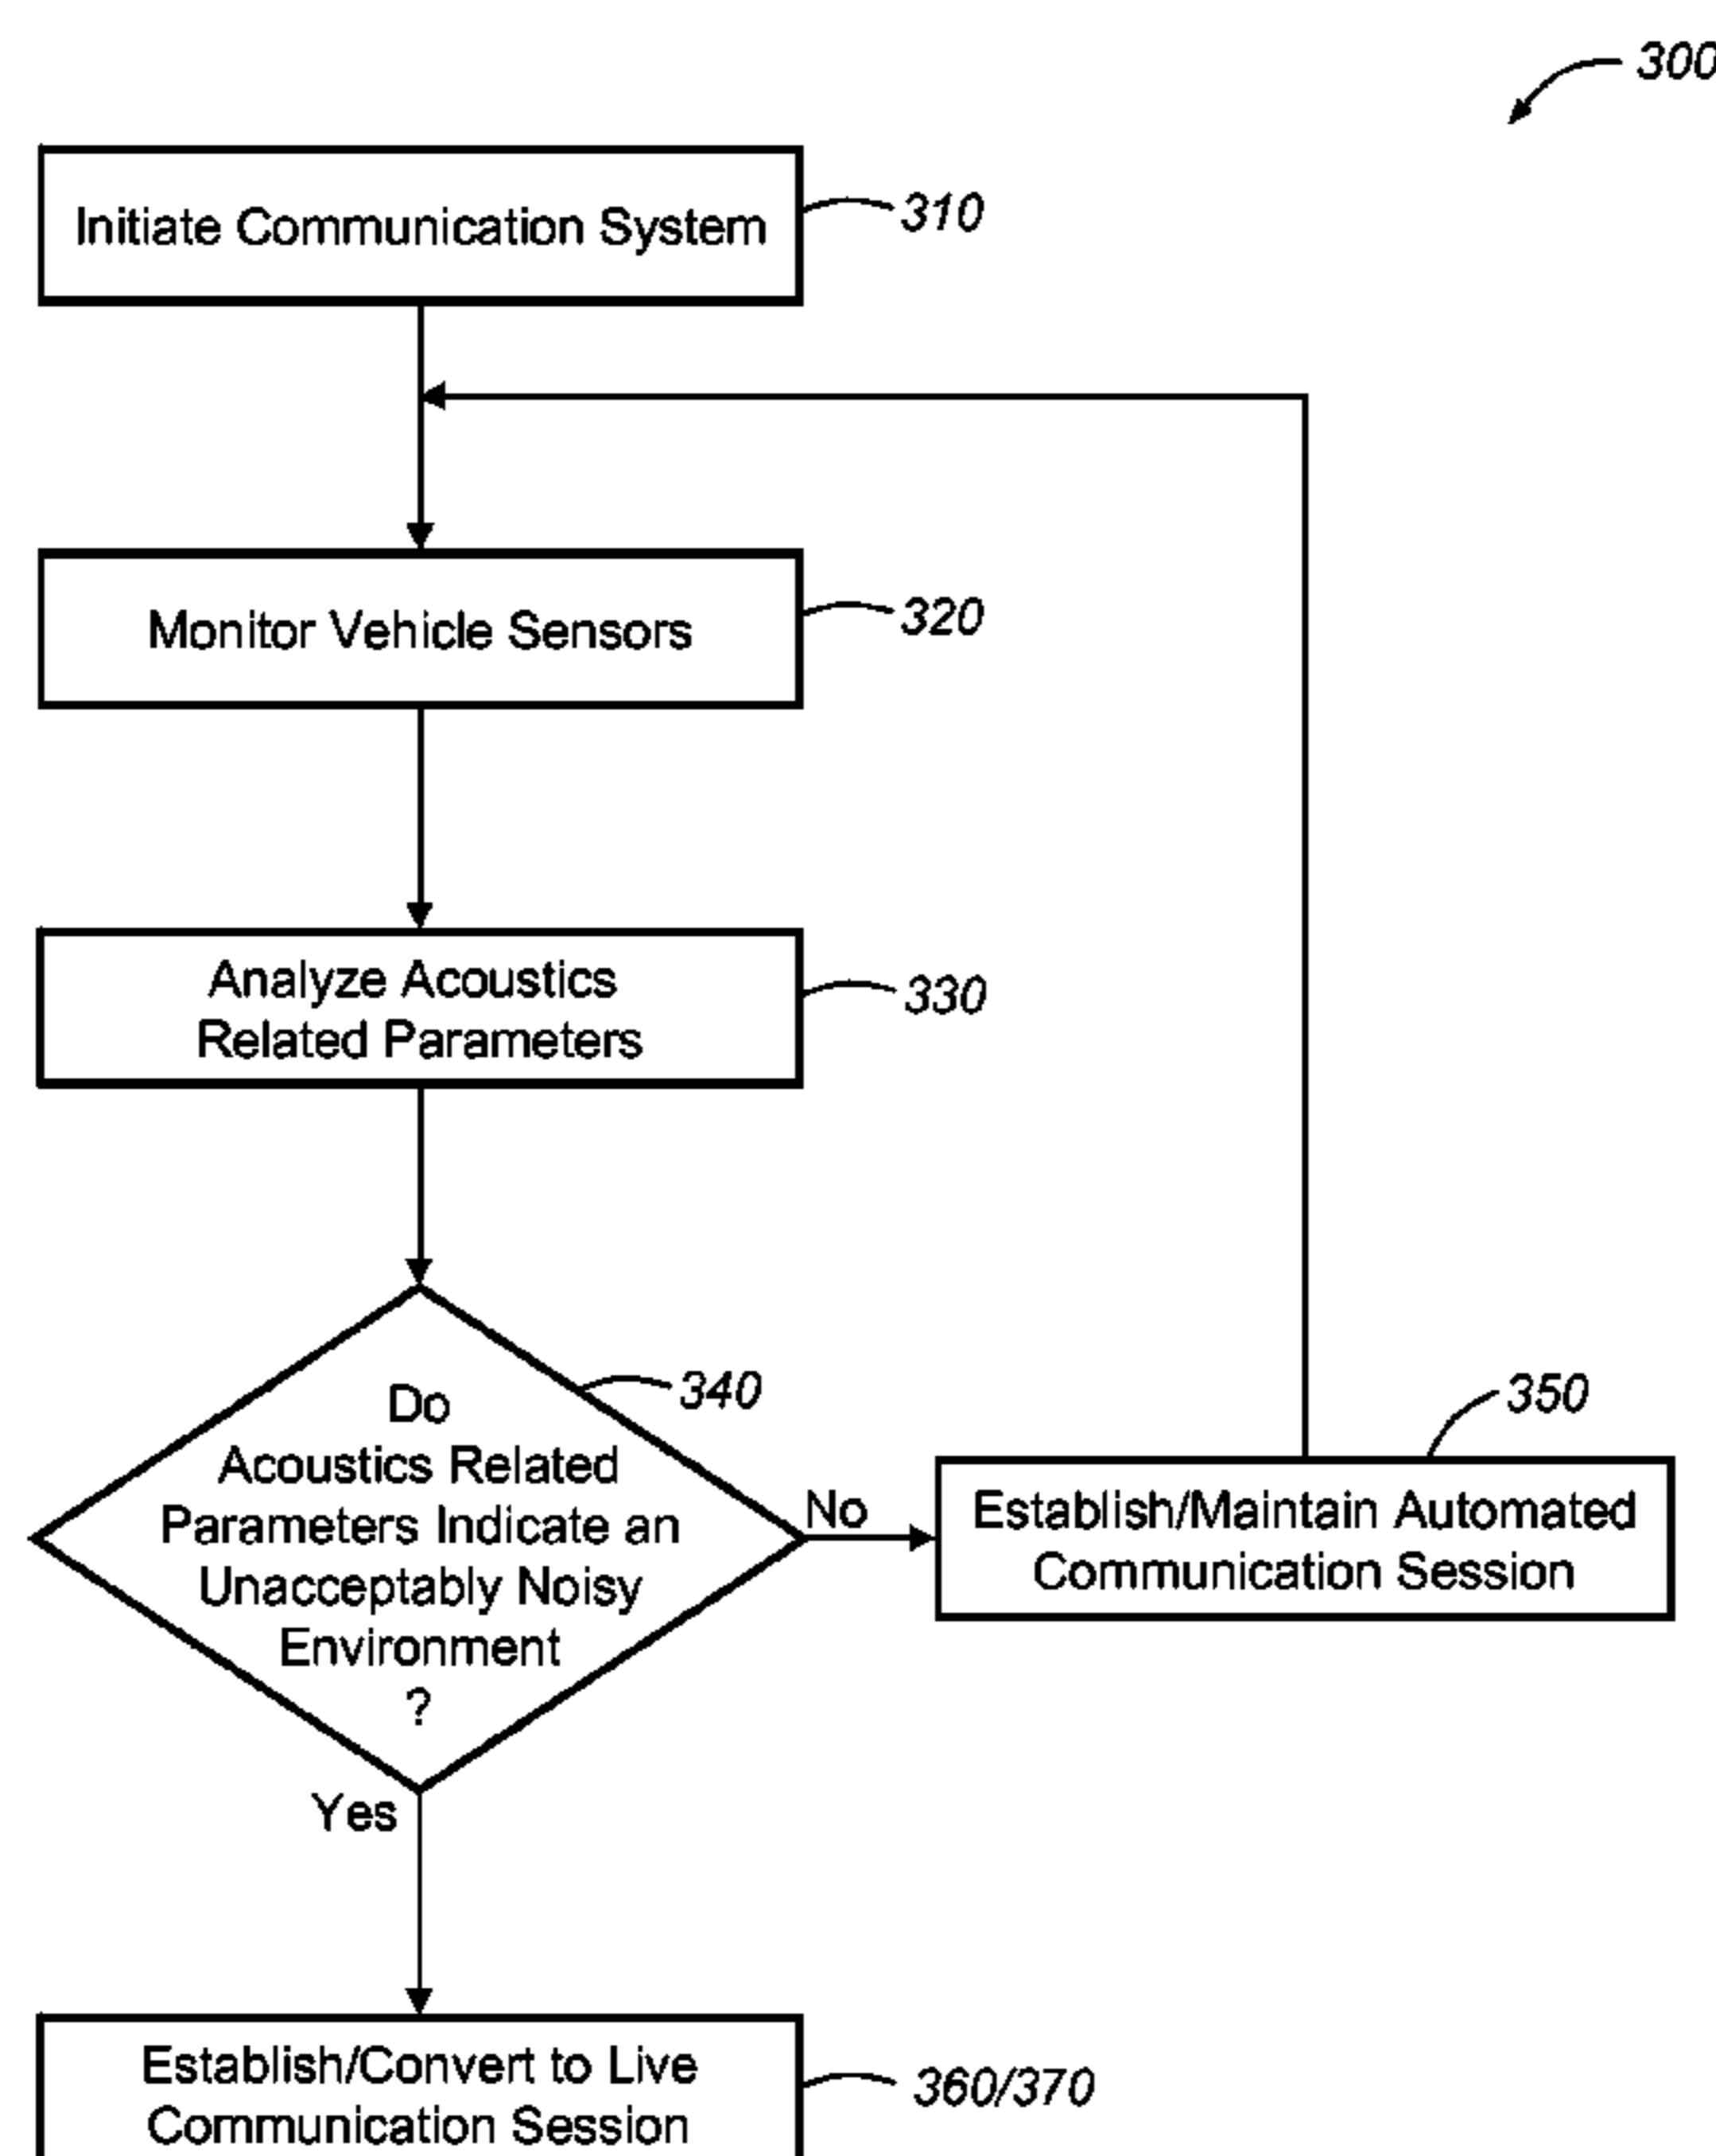 300
Initiate Communication System
310
Monitor Vehicle Sensors
320
Analyze Acoustics
Related Parameters
330
Do
Acoustics Related
Parameters Indicate an
Unacceptably Noisy
Environment
?
340
No
350
Establish/Maintain Automated
Communication Session
Yes
Establish/Convert to Live
Communication Session
360/370